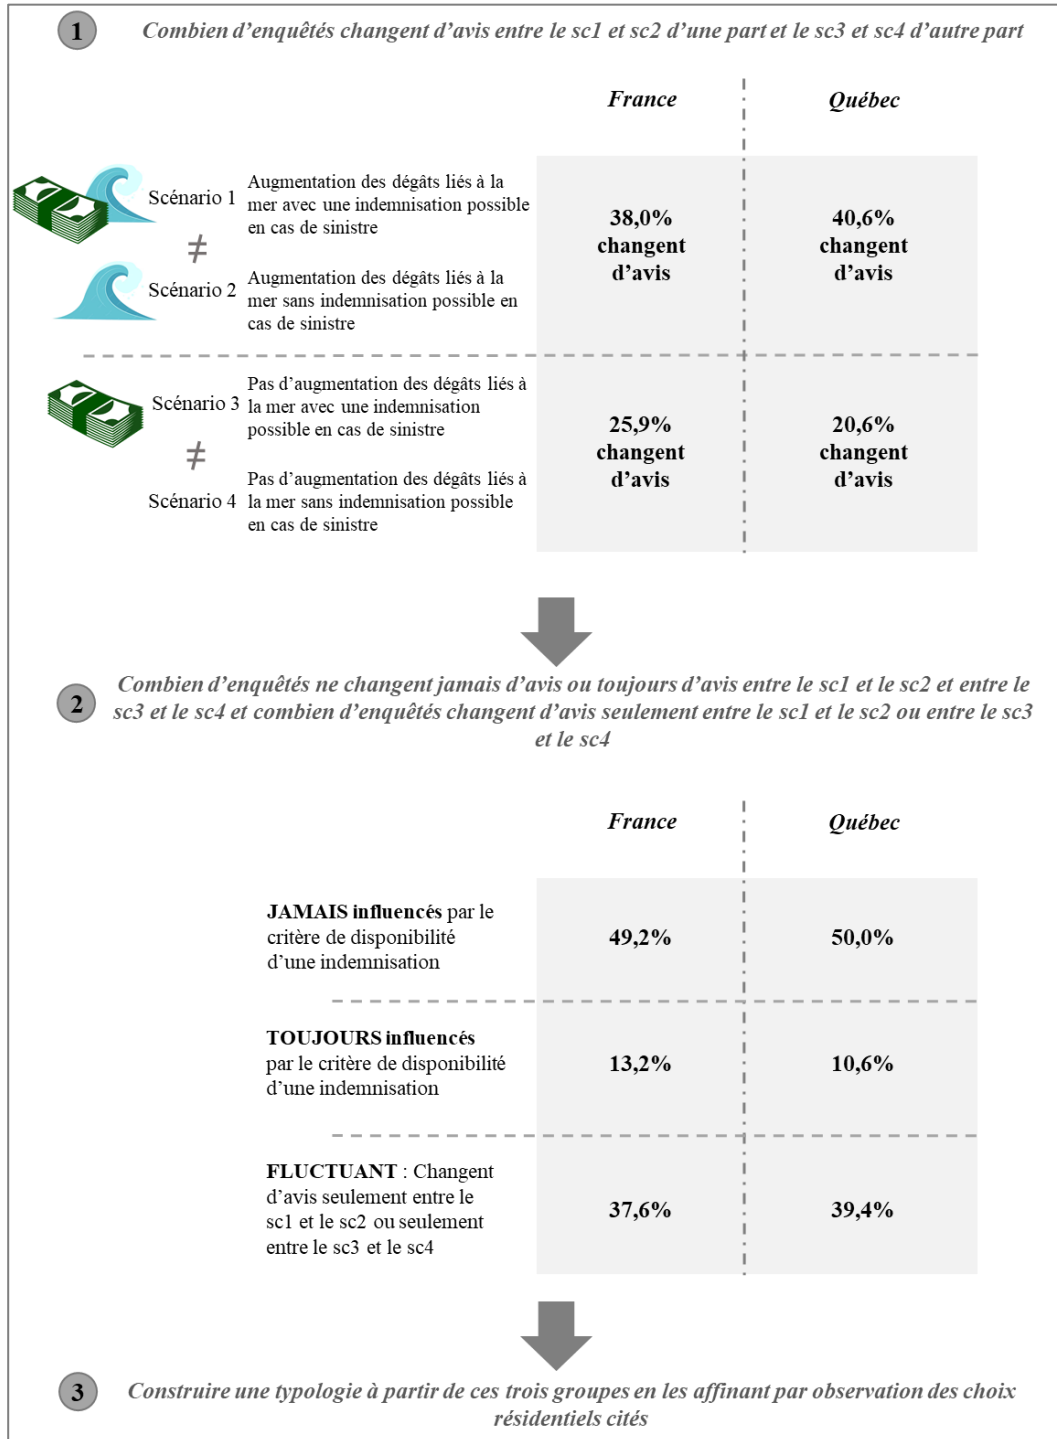 1
Combien d'enquêtés changent d'avis entre le sc1 et sc2 d'une part et le sc3 et sc4 d'autre part
France
Québec
Scénario 1
Augmentation des dégâts liés à la
mer avec une indemnisation possible
en cas de sinistre
≠
Scénario 2
Augmentation des dégâts liés à la
mer sans indemnisation possible en
cas de sinistre
38,0%
changent
d'avis
40,6%
changent
d'avis
Scénario 3
Pas d'augmentation des dégâts liés à
la mer avec une indemnisation
possible en cas de sinistre
≠
Scénario 4
Pas d'augmentation des dégâts liés à
la mer sans indemnisation possible
en cas de sinistre
25,9%
changent
d'avis
20,6%
changent
d'avis
2
Combien d'enquêtés ne changent jamais d'avis ou toujours d'avis entre le sc1 et le sc2 et entre le
sc3 et le sc4 et combien d'enquêtés changent d'avis seulement entre le sc1 et le sc2 ou entre le sc3
et le sc4
France
Québec
JAMAIS influencés par le
critère de disponibilité
d'une indemnisation
49,2%
50,0%
TOUJOURS influencés
par le critère de disponibilité
d'une indemnisation
13,2%
10,6%
FLUCTUANT : Changent
d'avis seulement entre le
sc1 et le sc2 ou seulement
entre le sc3 et le sc4
37,6%
39,4%
3
Construire une typologie à partir de ces trois groupes en les affinant par observation des choix
résidentiels cités